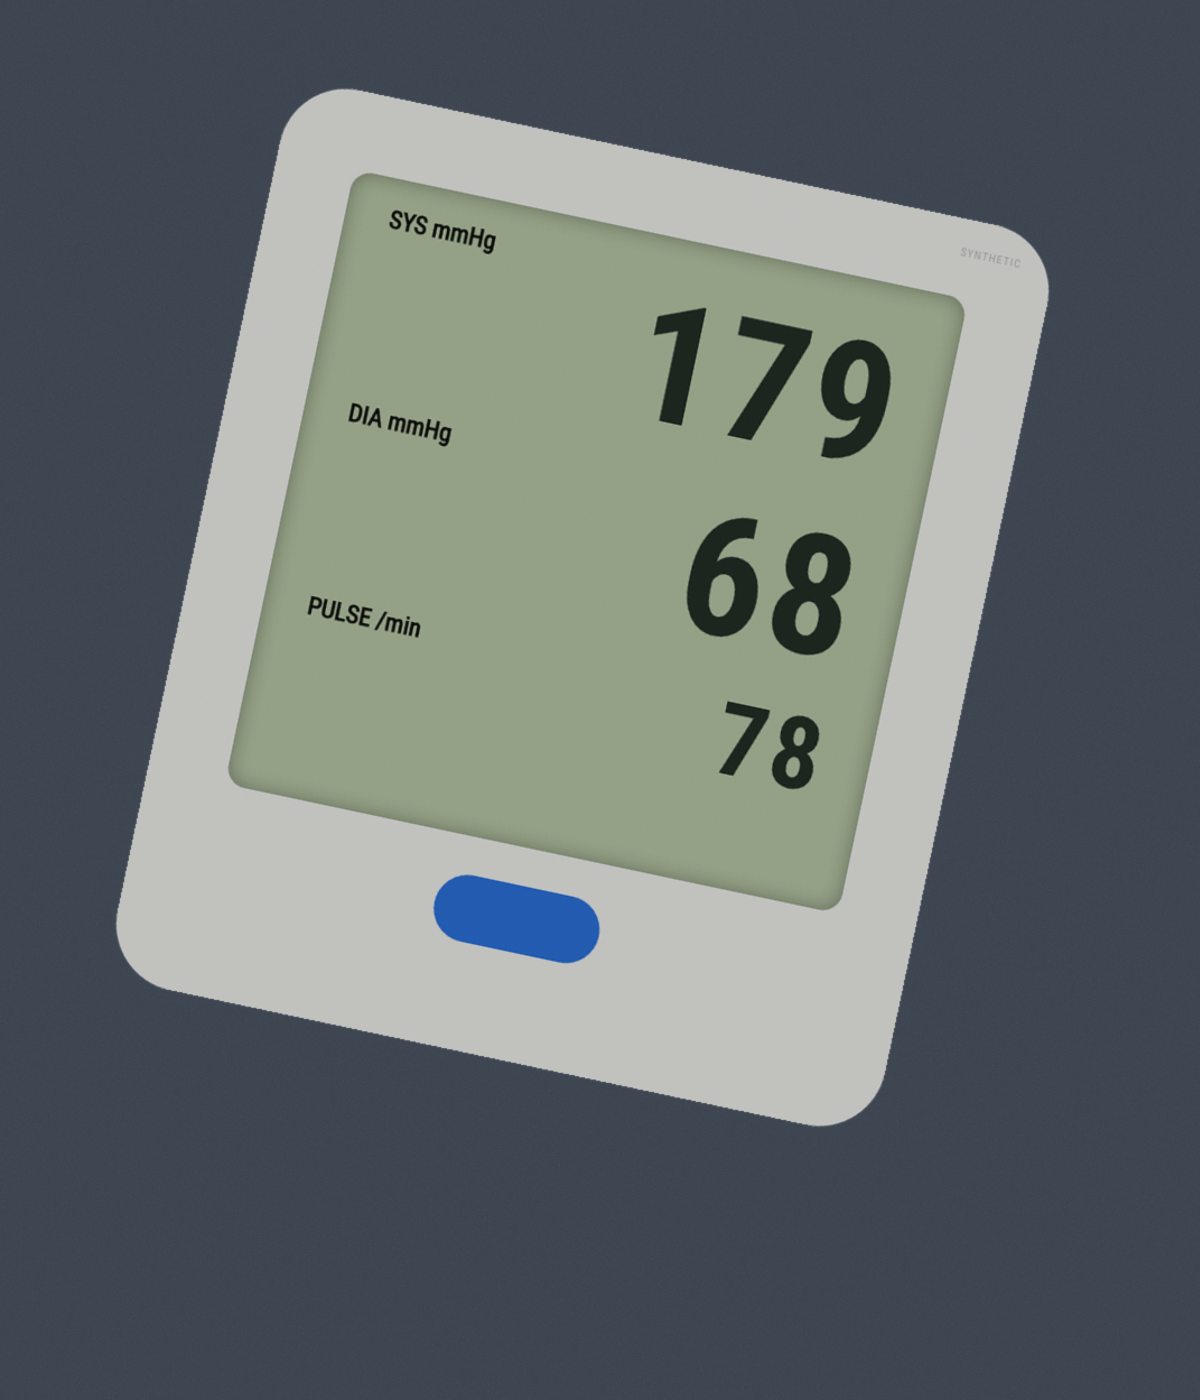 SYNTHETIC
SYS mmHg
179
DIA mmHg
68
PULSE /min
78